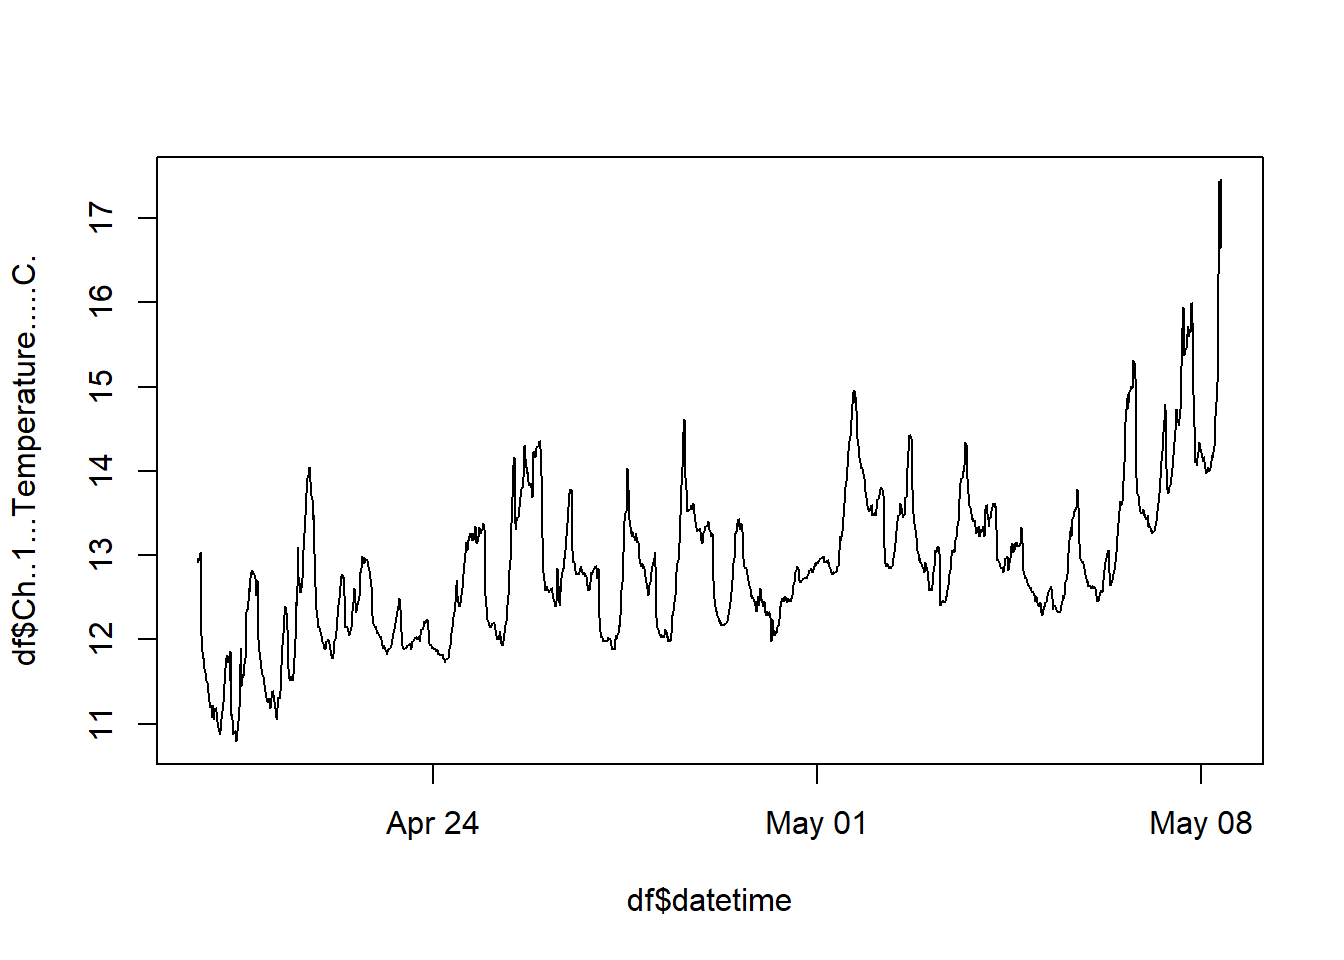 df$Ch..1...Temperature.....C.
17
16
15
14
13
12
11
Apr 24
May 01
May 08
df$datetime